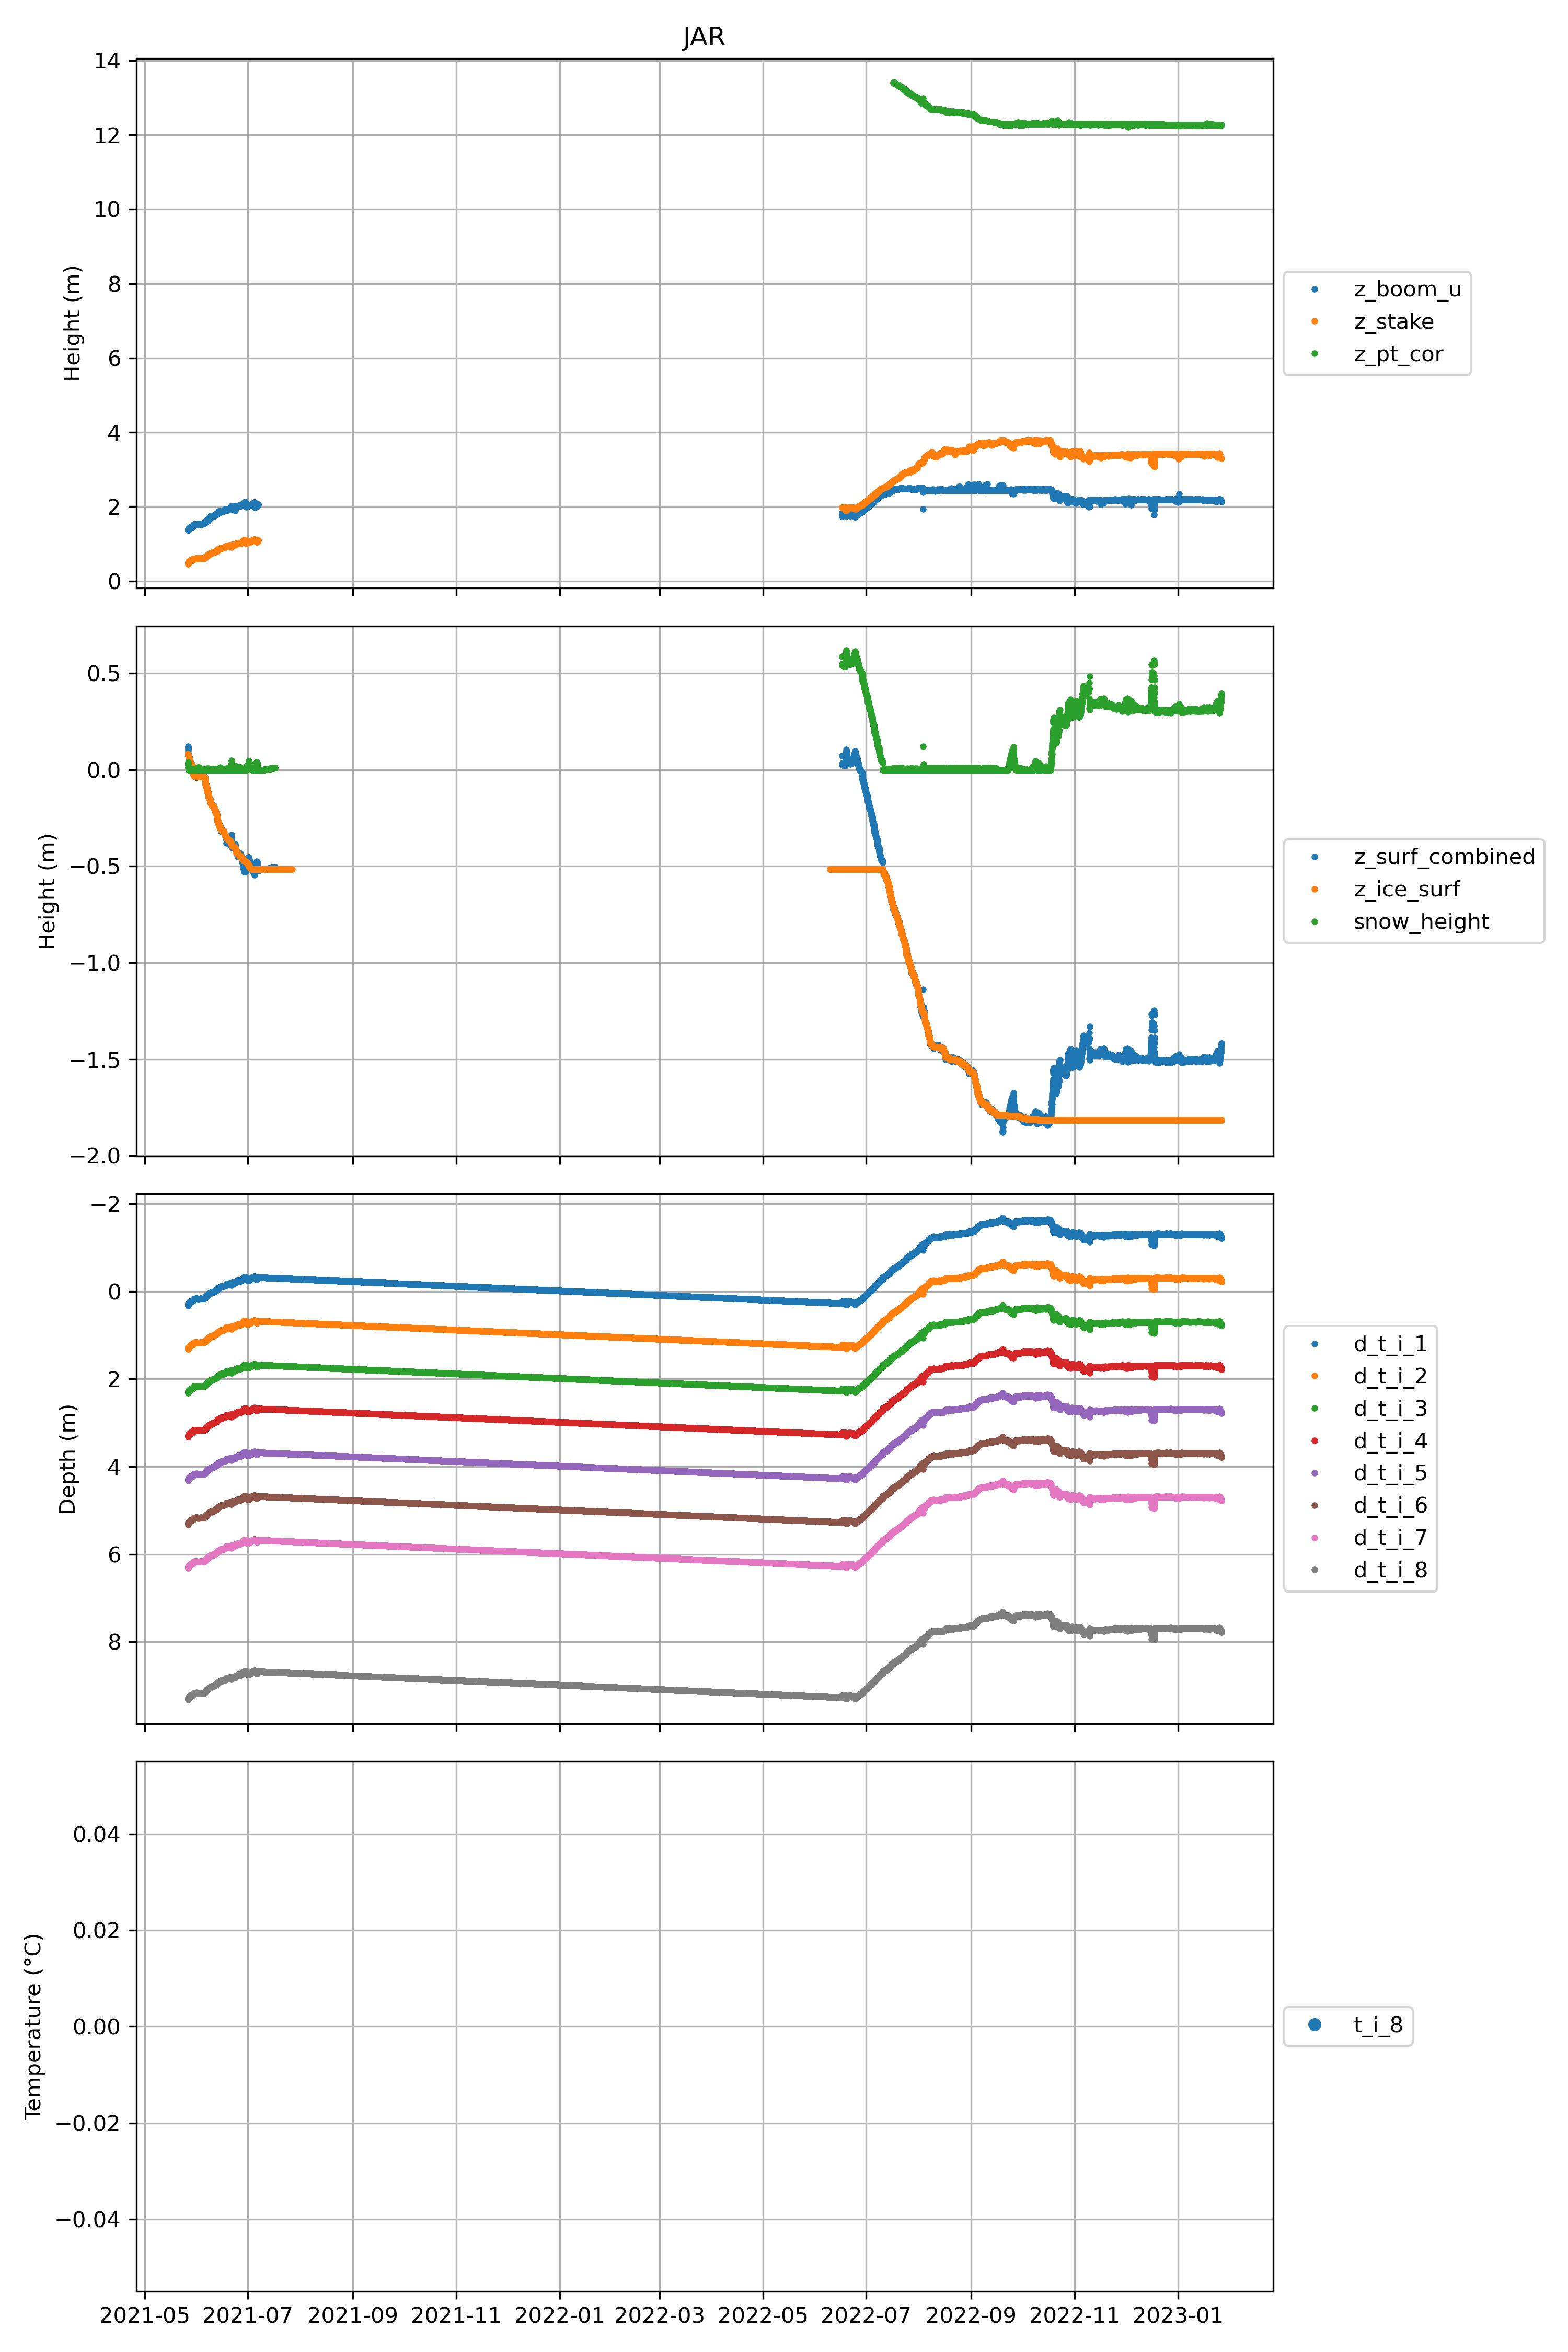 JAR
14
12
10
8
6
4
2
0
Height (m)
z_boom_u
z_stake
z_pt_cor
0.5
0.0
−0.5
−1.0
−1.5
−2.0
Height (m)
z_surf_combined
z_ice_surf
snow_height
−2
0
2
4
6
8
Depth (m)
d_t_i_1
d_t_i_2
d_t_i_3
d_t_i_4
d_t_i_5
d_t_i_6
d_t_i_7
d_t_i_8
0.04
0.02
0.00
−0.02
−0.04
Temperature (°C)
t_i_8
2021-05 2021-07 2021-09 2021-11 2022-01 2022-03 2022-05 2022-07 2022-09 2022-11 2023-01